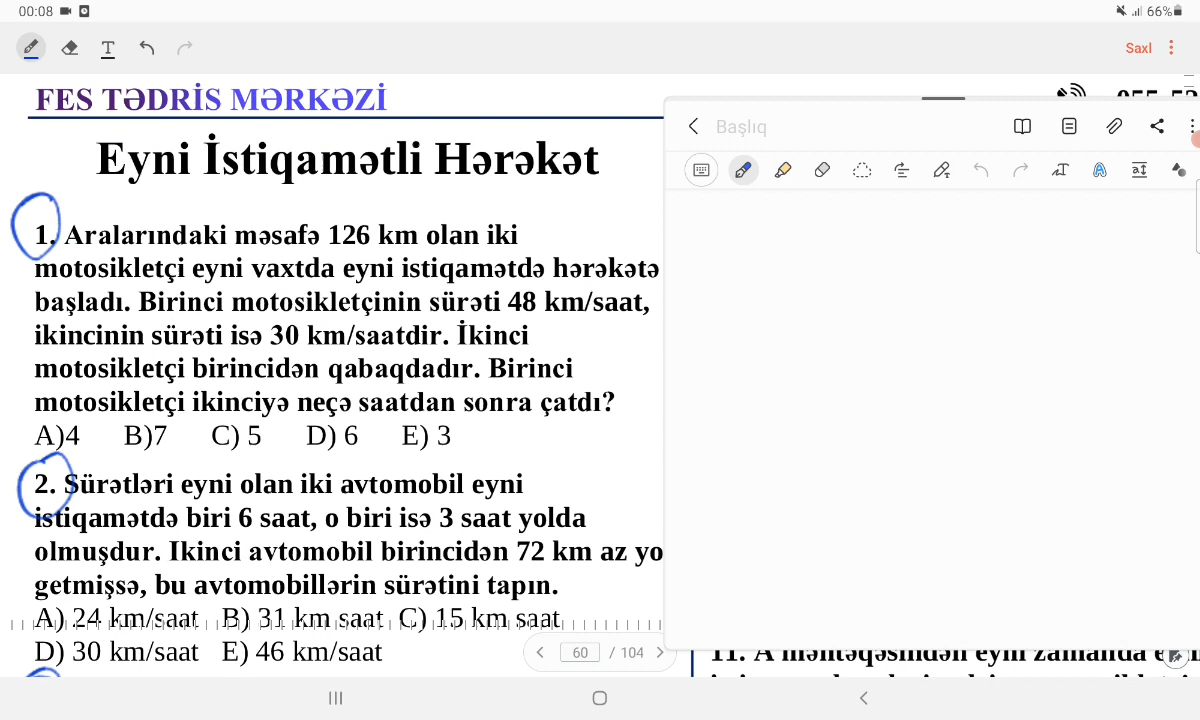 00:08
66%
Saxl
FES TƏDRİS MƏRKƏZİ
Eyni İstiqamətli Hərəkət
1. Aralarındaki məsafə 126 km olan iki
motosikletçi eyni vaxtda eyni istiqamətdə hərəkətə
başladı. Birinci motosikletçinin sürəti 48 km/saat,
ikincinin sürəti isə 30 km/saatdir. İkinci
motosikletçi birincidən qabaqdadır. Birinci
motosikletçi ikinciyə neçə saatdan sonra çatdı?
A)4 B)7 C) 5 D) 6 E) 3
2. Sürətləri eyni olan iki avtomobil eyni
istiqamətdə biri 6 saat, o biri isə 3 saat yolda
olmuşdur. Ikinci avtomobil birincidən 72 km az yo
getmişsə, bu avtomobillərin sürətini tapın.
A) 24 km/saat B) 31 km saat C) 15 km saat
D) 30 km/saat E) 46 km/saat
60 / 104
Başlıq
11. A məntəqəsindən eyni zamanda